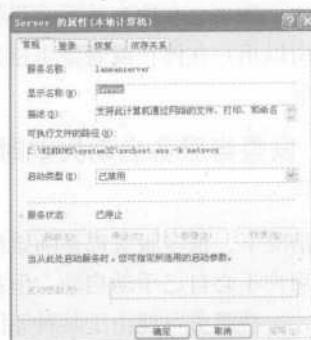 Server 的属性(本地计算机)
常规 登录 恢复 依存关系
服务名称: lanmanserver
显示名称(N): Server
描述(D): 支持此计算机通过网络的文件、打印、和命名
可执行文件的路径(H):
C:\WINDOWS\system32\svchost.exe -k netsvcs
启动类型(E): 已禁用
服务状态: 已停止
当从此处启动服务时,您可指定所适用的启动参数。
确定 取消